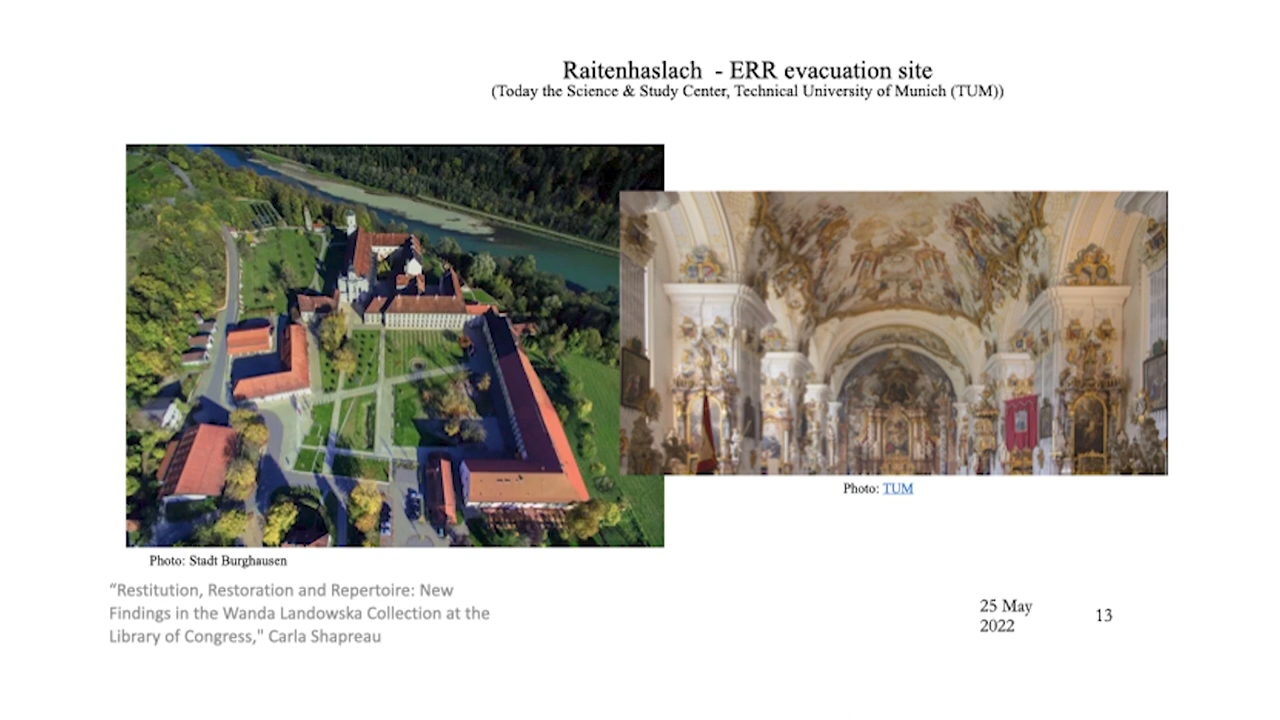 Raitenhaslach - ERR evacuation site
(Today the Science & Study Center, Technical University of Munich (TUM))
Photo: TUM
Photo: Stadt Burghausen
“Restitution, Restoration and Repertoire: New
Findings in the Wanda Landowska Collection at the
Library of Congress," Carla Shapreau
25 May
2022
13